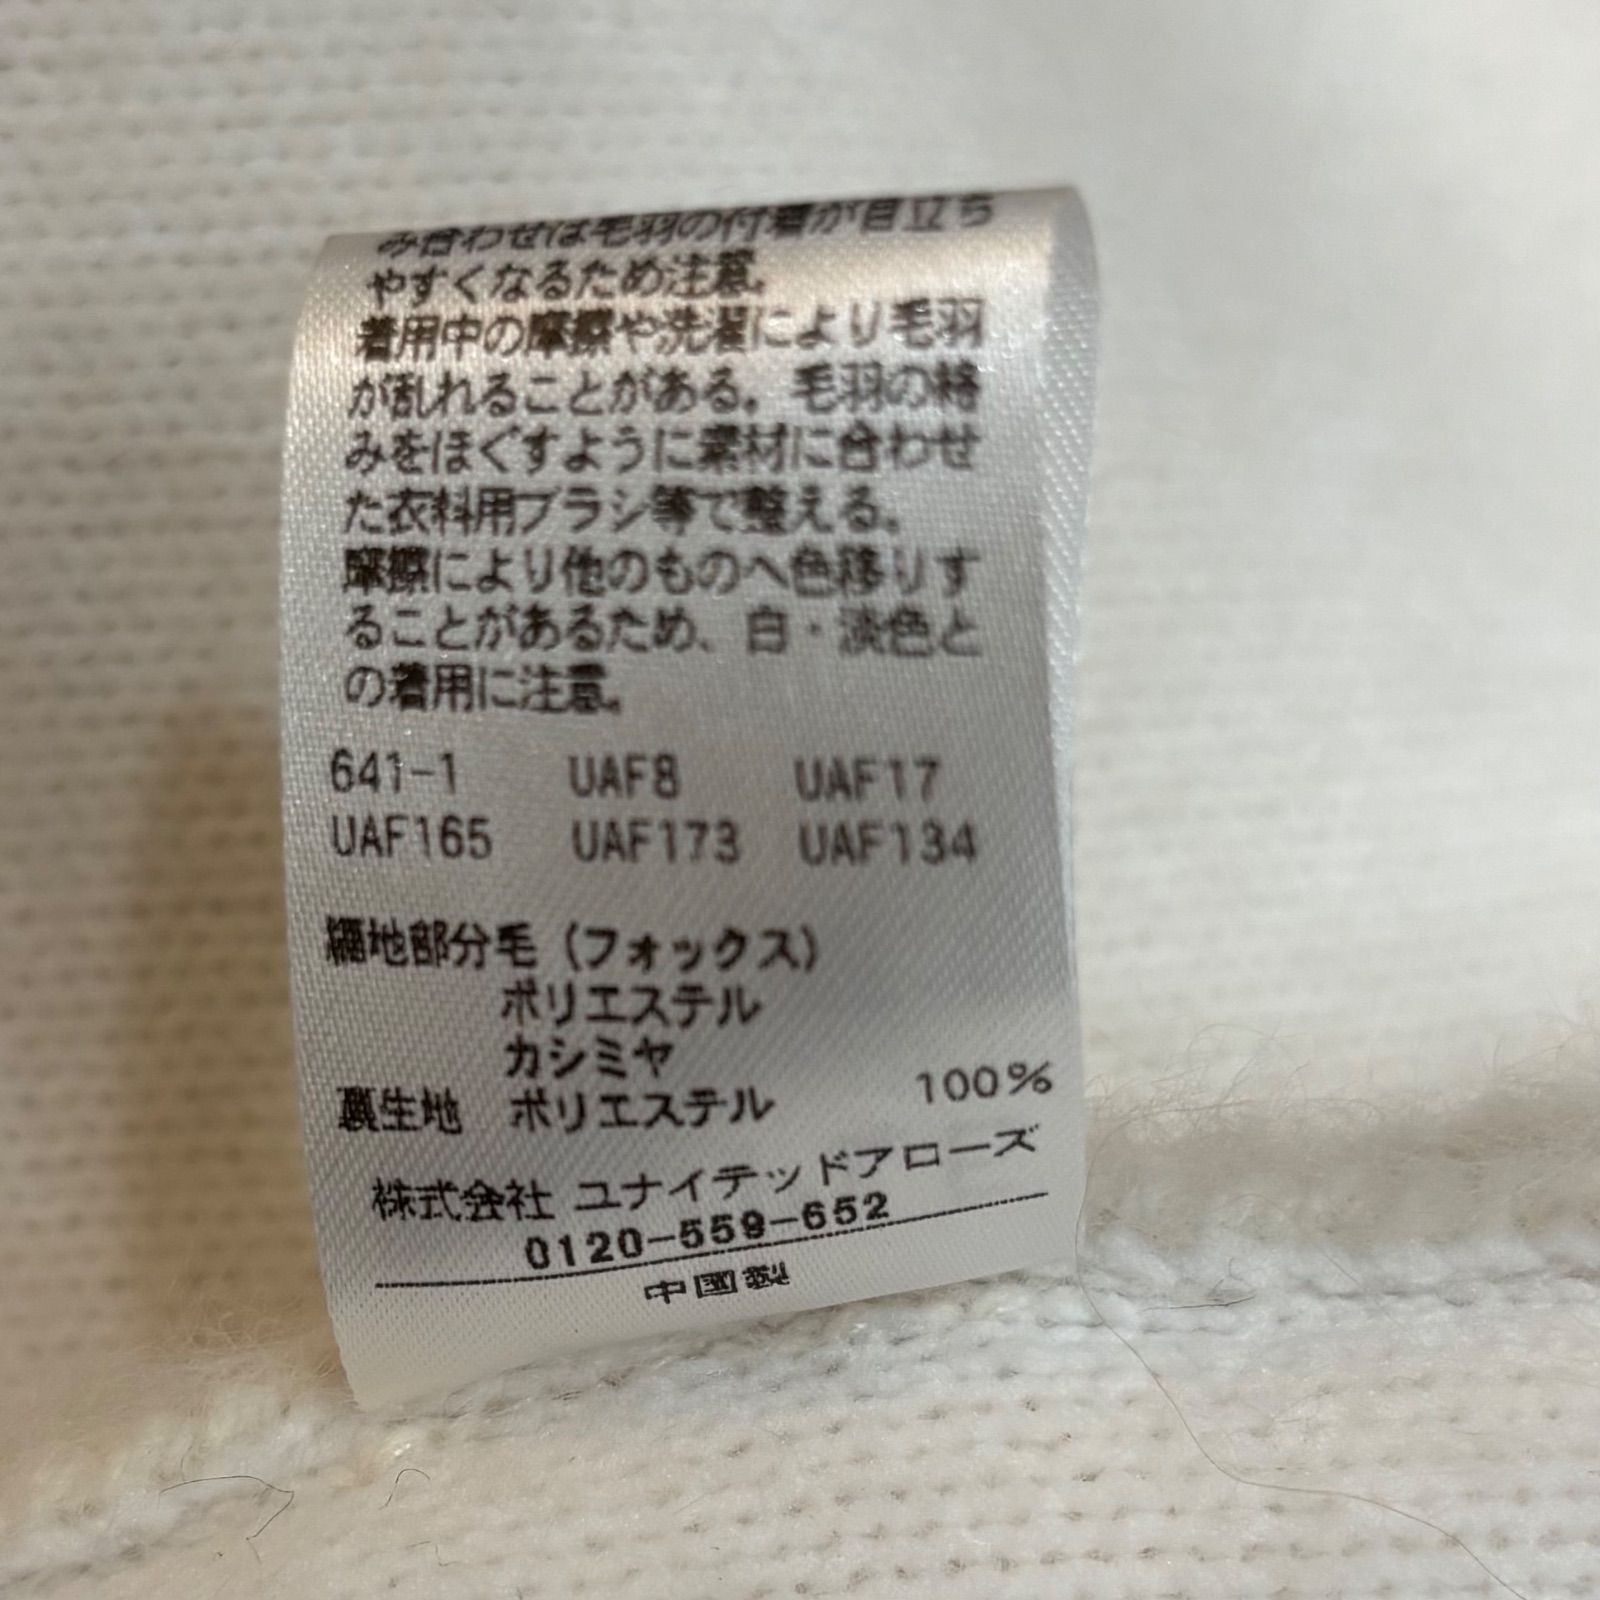 み合わせは毛羽の付着が目立ち
やすくなるため注意。
着用中の摩擦や洗濯により毛羽
が乱れることがある。毛羽の絡
みをほぐすように素材に合わせ
た衣料用ブラシ等で整える。
摩擦により他のものへ色移りす
ることがあるため、白・淡色と
の着用に注意。
641-1 UAF8 UAF17
UAF165 UAF173 UAF134
編地部分毛（フォックス）
ポリエステル
カシミヤ
裏生地 ポリエステル 100%
株式会社 ユナイテッドアローズ
0120-559-652
中国製